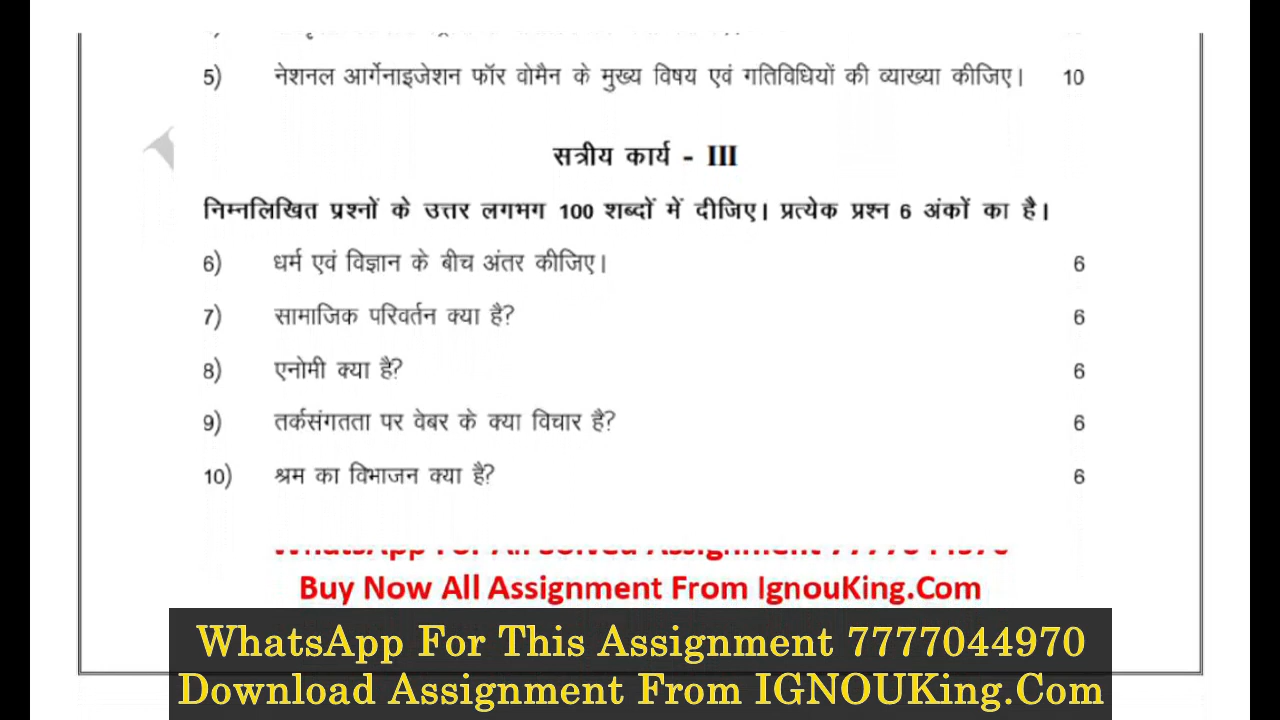 5) नेशनल आर्गेनाइजेशन फॉर वोमैन के मुख्य विषय एवं गतिविधियों की व्याख्या कीजिए। 10
सत्रीय कार्य - III
निम्नलिखित प्रश्नों के उत्तर लगभग 100 शब्दों में दीजिए। प्रत्येक प्रश्न 6 अंकों का है।
6) धर्म एवं विज्ञान के बीच अंतर कीजिए। 6
7) सामाजिक परिवर्तन क्या है? 6
8) एनोमी क्या है? 6
9) तर्कसंगतता पर वेबर के क्या विचार है? 6
10) श्रम का विभाजन क्या है? 6
Buy Now All Assignment From IgnouKing.Com
WhatsApp For This Assignment 7777044970
Download Assignment From IGNOUKing.Com